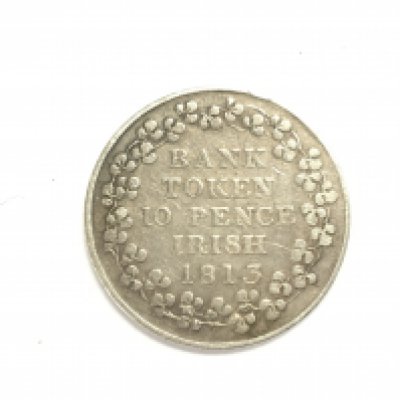 BANK
TOKEN
10 PENCE
IRISH
1813